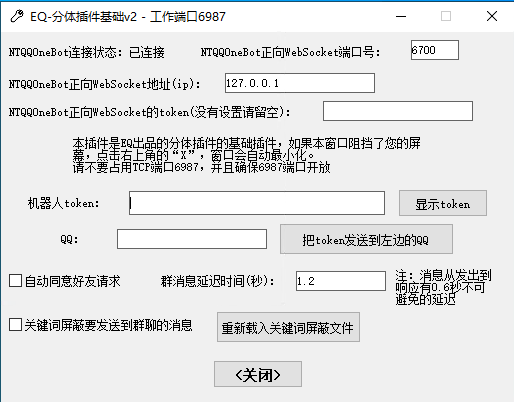 EQ-分体插件基础v2 - 工作端口6987
NTQQOneBot连接状态：已连接 NTQQOneBot正向WebSocket端口号： 6700
NTQQOneBot正向WebSocket地址(ip)： 127.0.0.1
NTQQOneBot正向WebSocket的token(没有设置请留空)：
本插件是EQ出品的分体插件的基础插件，如果本窗口阻挡了您的屏
幕，点击右上角的“X”，窗口会自动最小化。
请不要占用TCP端口6987，并且确保6987端口开放
机器人token： 显示token
QQ： 把token发送到左边的QQ
自动同意好友请求 群消息延迟时间(秒)： 1.2
注：消息从发出到
响应有0.6秒不可
避免的延迟
关键词屏蔽要发送到群聊的消息 重新载入关键词屏蔽文件
<关闭>